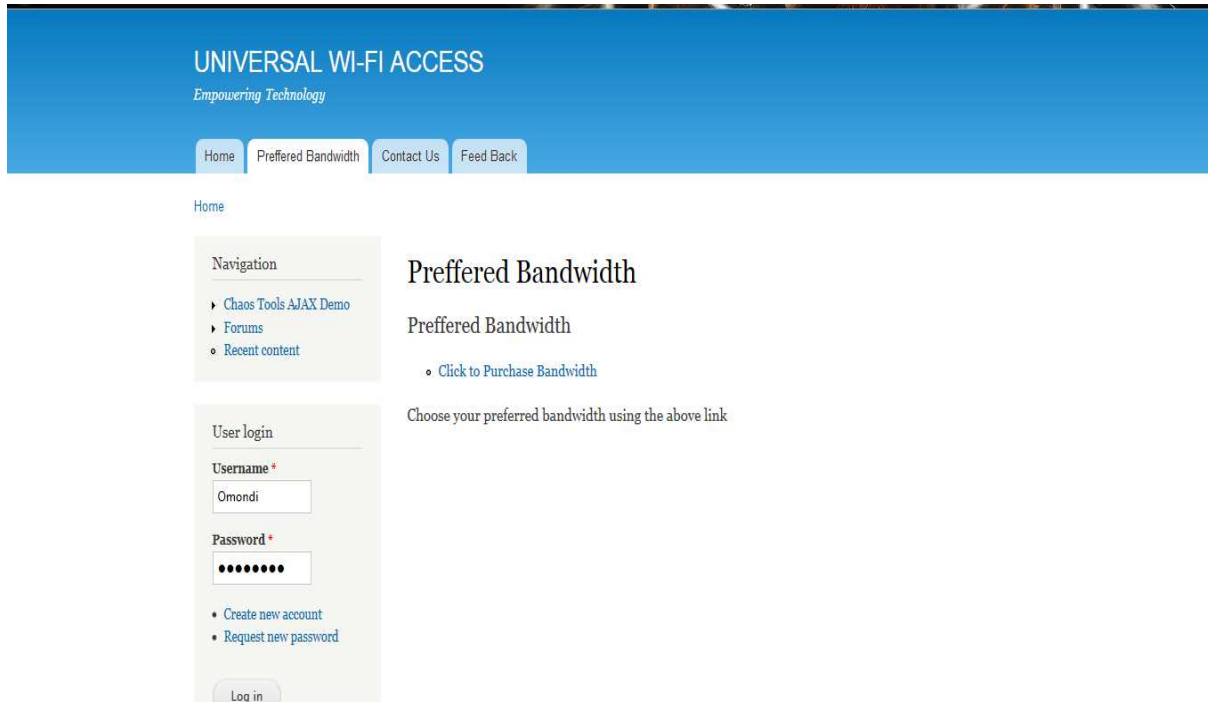 UNIVERSAL WI-FI ACCESS
Empowering Technology
Home Preffered Bandwidth Contact Us Feed Back
Home
Navigation
Chaos Tools AJAX Demo
Forums
Recent content
User login
Username *
Omondi
Password *
••••••••
Create new account
Request new password
Log in
Preffered Bandwidth
Preffered Bandwidth
Click to Purchase Bandwidth
Choose your preferred bandwidth using the above link